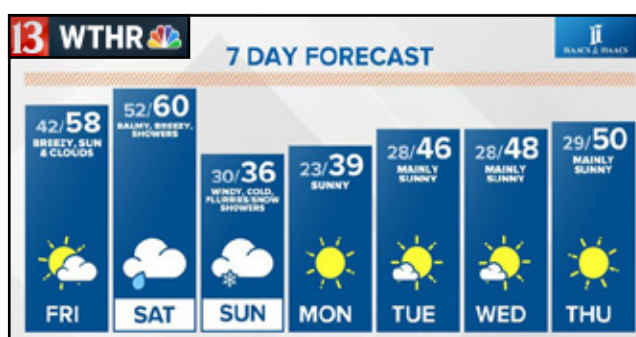 13 WTHR
7 DAY FORECAST
ISAACS & ISAACS
42/58
BREEZY, SUN
& CLOUDS
FRI
52/60
BALMY, BREEZY,
SHOWERS
SAT
30/36
WINDY, COLD,
FLURRIES/SNOW
SHOWERS
SUN
23/39
SUNNY
MON
28/46
MAINLY
SUNNY
TUE
28/48
MAINLY
SUNNY
WED
29/50
MAINLY
SUNNY
THU